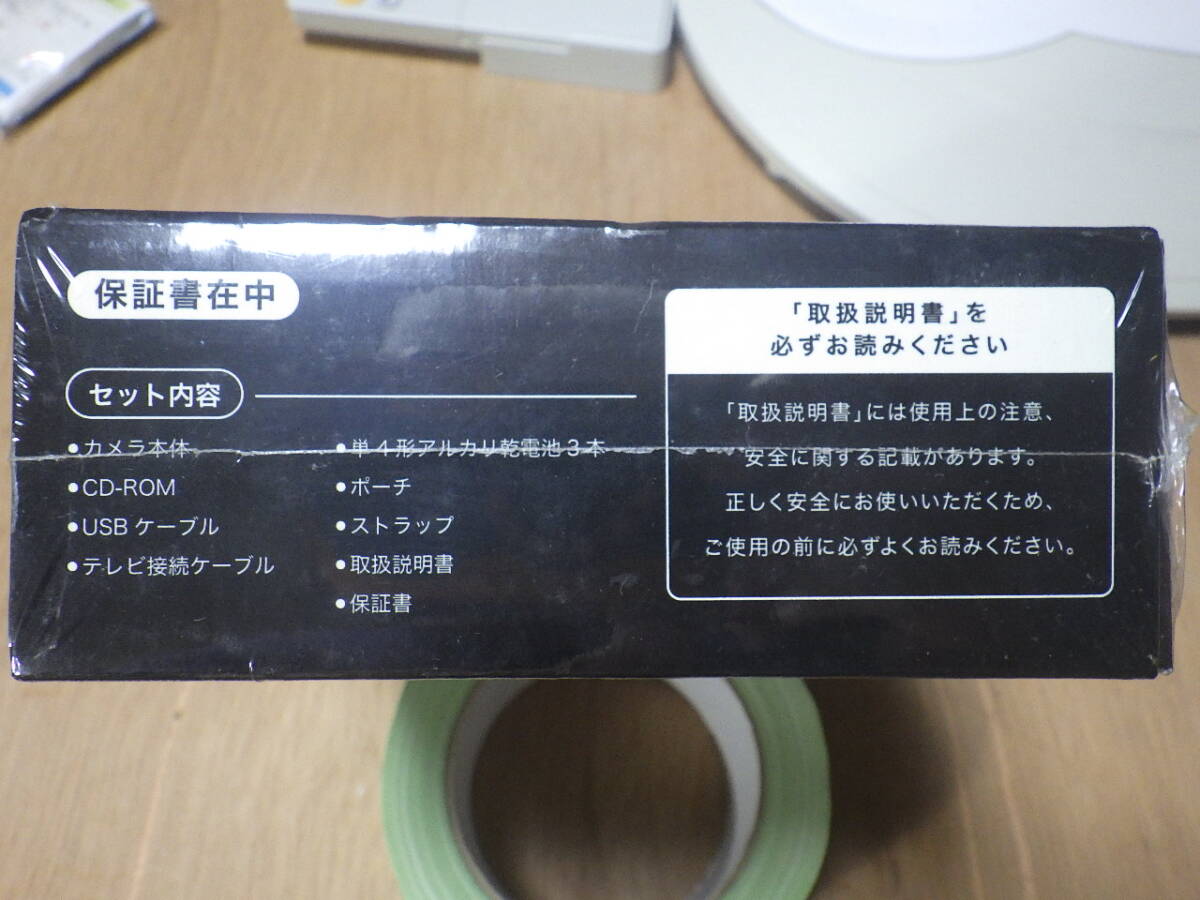 保証書在中
セット内容
●カメラ本体
●CD-ROM
●USBケーブル
●テレビ接続ケーブル
●単4形アルカリ乾電池3本
●ポーチ
●ストラップ
●取扱説明書
●保証書
「取扱説明書」を
必ずお読みください
「取扱説明書」には使用上の注意、
安全に関する記載があります。
正しく安全にお使いいただくため、
ご使用の前に必ずよくお読みください。